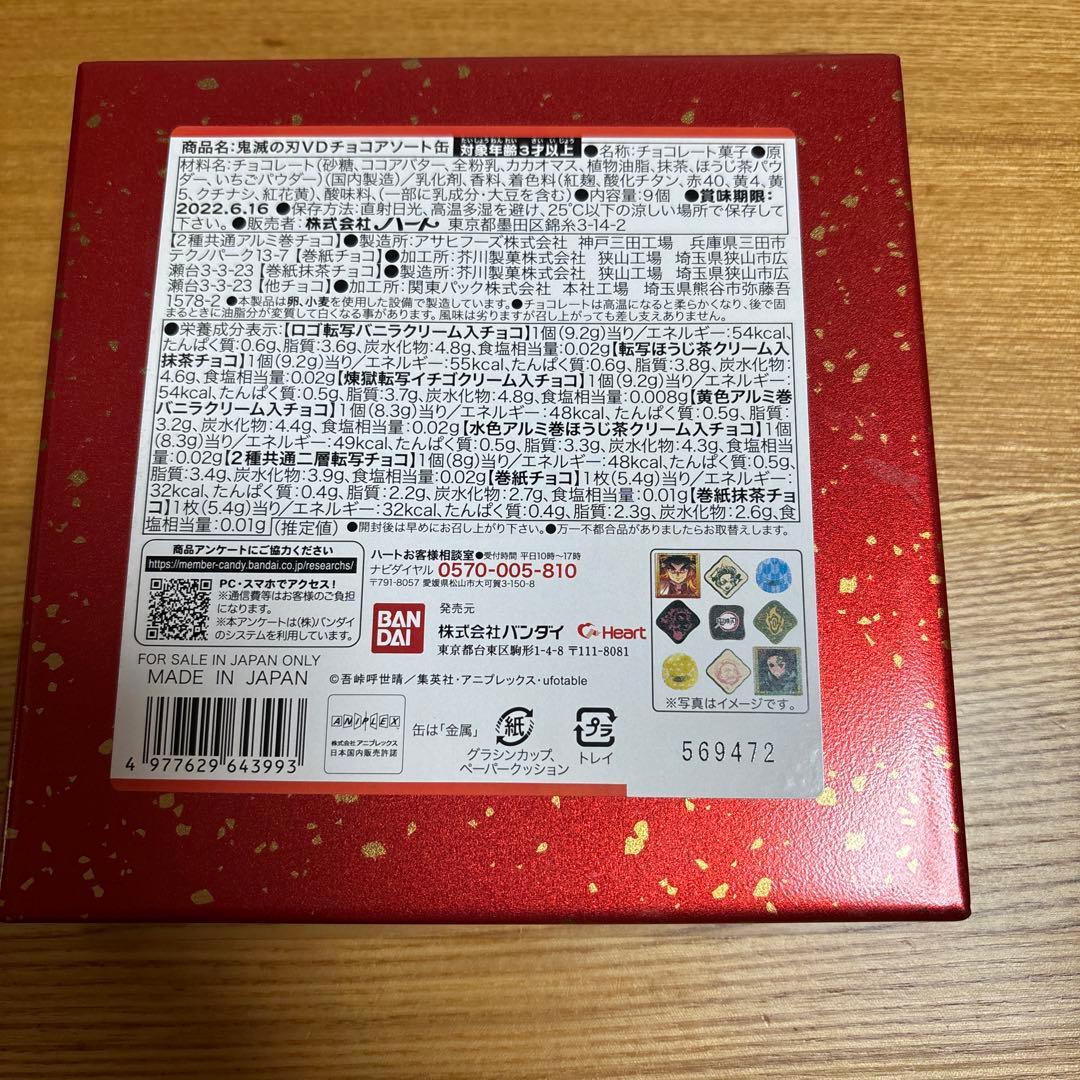 商品名:鬼滅の刃VDチョコアソート缶 対象年齢3才以上 ●名称:チョコレート菓子●原
材料名:チョコレート(砂糖、ココアバター、全粉乳、カカオマス、植物油脂、抹茶、ほうじ茶パウ
ダー、いちごパウダー)(国内製造)/乳化剤、香料、着色料(紅麹、酸化チタン、赤40、黄4、黄
5、クチナシ、紅花黄)、酸味料、(一部に乳成分・大豆を含む)●内容量:9個 ●賞味期限:
2022.6.16 ●保存方法:直射日光、高温多湿を避け、25℃以下の涼しい場所で保存して
下さい。●販売者:株式会社ハート 東京都墨田区錦糸3-14-2
【2種共通アルミ巻チョコ】●製造所:アサヒフーズ株式会社 神戸三田工場 兵庫県三田市
テクノパーク13-7【巻紙チョコ】●加工所:芥川製菓株式会社 狭山工場 埼玉県狭山市広
瀬台3-3-23【巻紙抹茶チョコ】●製造所:芥川製菓株式会社 狭山工場 埼玉県狭山市広
瀬台3-3-23【他チョコ】●加工所:関東パック株式会社 本社工場 埼玉県熊谷市弥藤吾
1578-2 ●本製品は卵、小麦を使用した設備で製造しています。●チョコレートは高温になると柔らかくなり、後で固
まるときに油脂分が変質して白くなる事があります。風味は劣りますが召し上がっても差し支えありません。
●栄養成分表示:【ロゴ転写バニラクリーム入チョコ】1個(9.2g)当り/エネルギー:54kcal、
たんぱく質:0.6g、脂質:3.6g、炭水化物:4.8g、食塩相当量:0.02g【転写ほうじ茶クリーム入
抹茶チョコ】1個(9.2g)当り/エネルギー:55kcal、たんぱく質:0.6g、脂質:3.8g、炭水化物:
4.6g、食塩相当量:0.02g【煉獄転写イチゴクリーム入チョコ】1個(9.2g)当り/エネルギー:
54kcal、たんぱく質:0.5g、脂質:3.7g、炭水化物:4.8g、食塩相当量:0.008g【黄色アルミ巻
バニラクリーム入チョコ】1個(8.3g)当り/エネルギー:48kcal、たんぱく質:0.5g、脂質:
3.2g、炭水化物:4.4g、食塩相当量:0.02g【水色アルミ巻ほうじ茶クリーム入チョコ】1個
(8.3g)当り/エネルギー:49kcal、たんぱく質:0.5g、脂質:3.3g、炭水化物:4.3g、食塩相当
量:0.02g【2種共通二層転写チョコ】1個(8g)当り/エネルギー:48kcal、たんぱく質:0.5g、
脂質:3.4g、炭水化物:3.9g、食塩相当量:0.02g【巻紙チョコ】1枚(5.4g)当り/エネルギー:
32kcal、たんぱく質:0.4g、脂質:2.2g、炭水化物:2.7g、食塩相当量:0.01g【巻紙抹茶チョ
コ】1枚(5.4g)当り/エネルギー:32kcal、たんぱく質:0.4g、脂質:2.3g、炭水化物:2.6g、食
塩相当量:0.01g(推定値) ●開封後は早めにお召し上がり下さい。●万一不都合品がありましたらお取替えします。
商品アンケートにご協力ください
https://member-candy.bandai.co.jp/researchs/
PC・スマホでアクセス!
※通信費等はお客様のご負担
になります。
※本アンケートは(株)バンダイ
のシステムを利用しています。
ハートお客様相談室●受付時間 平日10時〜17時
ナビダイヤル 0570-005-810
〒791-8057 愛媛県松山市大可賀3-150-8
BAN
DAI
発売元
株式会社バンダイ Heart
東京都台東区駒形1-4-8 〒111-8081
※写真はイメージです。
FOR SALE IN JAPAN ONLY
MADE IN JAPAN
©吾峠呼世晴/集英社・アニプレックス・ufotable
4 977629 643993
ANIPLEX
株式会社アニプレックス
日本国内販売許諾
缶は「金属」
紙
グラシンカップ、
ペーパークッション
プラ
トレイ
569472